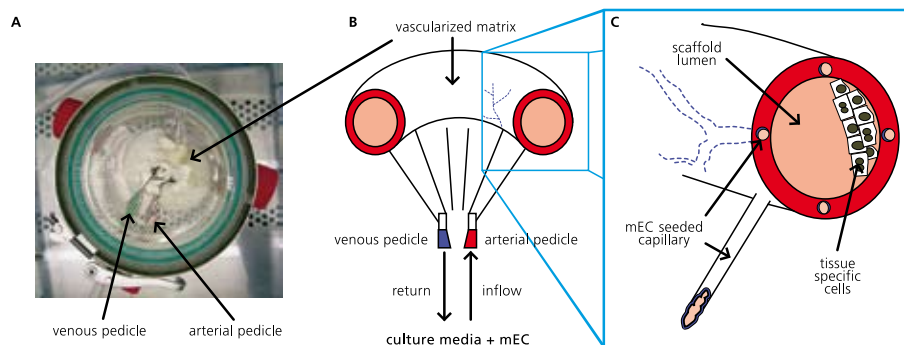 A
vascularized matrix
B
C
scaffold
lumen
venous pedicle
arterial pedicle
mEC seeded
capillary
tissue
specific
cells
return
inflow
venous pedicle
arterial pedicle
culture media + mEC